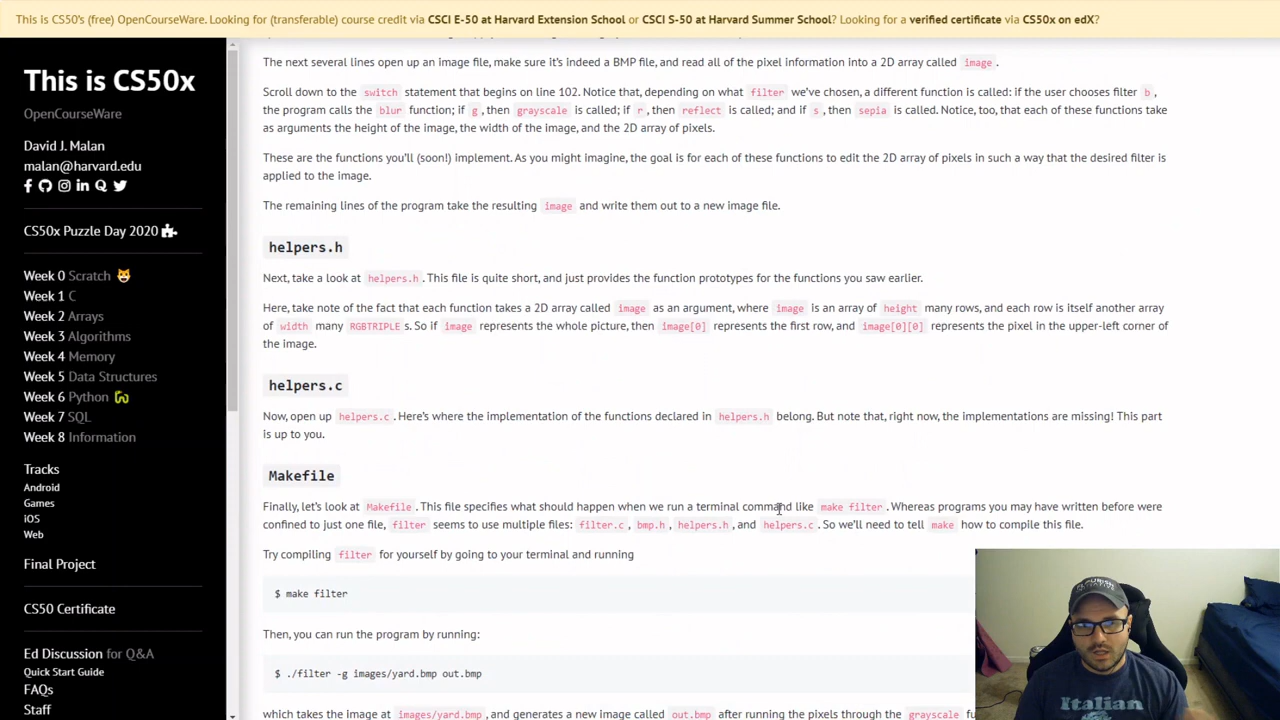 This is CS50's (free) OpenCourseWare. Looking for (transferable) course credit via CSCI E-50 at Harvard Extension School or CSCI S-50 at Harvard Summer School? Looking for a verified certificate via CS50x on edX?
This is CS50x
OpenCourseWare
David J. Malan
malan@harvard.edu
CS50x Puzzle Day 2020
Week 0 Scratch
Week 1 C
Week 2 Arrays
Week 3 Algorithms
Week 4 Memory
Week 5 Data Structures
Week 6 Python
Week 7 SQL
Week 8 Information
Tracks
Android
Games
iOS
Web
Final Project
CS50 Certificate
Ed Discussion for Q&A
Quick Start Guide
FAQs
Staff
The next several lines open up an image file, make sure it's indeed a BMP file, and read all of the pixel information into a 2D array called image.
Scroll down to the switch statement that begins on line 102. Notice that, depending on what filter we've chosen, a different function is called: if the user chooses filter b,
the program calls the blur function; if g, then grayscale is called; if r, then reflect is called; and if s, then sepia is called. Notice, too, that each of these functions take
as arguments the height of the image, the width of the image, and the 2D array of pixels.
These are the functions you'll (soon!) implement. As you might imagine, the goal is for each of these functions to edit the 2D array of pixels in such a way that the desired filter is
applied to the image.
The remaining lines of the program take the resulting image and write them out to a new image file.
helpers.h
Next, take a look at helpers.h. This file is quite short, and just provides the function prototypes for the functions you saw earlier.
Here, take note of the fact that each function takes a 2D array called image as an argument, where image is an array of height many rows, and each row is itself another array
of width many RGBTRIPLE s. So if image represents the whole picture, then image[0] represents the first row, and image[0][0] represents the pixel in the upper-left corner of
the image.
helpers.c
Now, open up helpers.c. Here's where the implementation of the functions declared in helpers.h belong. But note that, right now, the implementations are missing! This part
is up to you.
Makefile
Finally, let's look at Makefile. This file specifies what should happen when we run a terminal command like make filter. Whereas programs you may have written before were
confined to just one file, filter seems to use multiple files: filter.c, bmp.h, helpers.h, and helpers.c. So we'll need to tell make how to compile this file.
Try compiling filter for yourself by going to your terminal and running
$ make filter
Then, you can run the program by running:
$ ./filter -g images/yard.bmp out.bmp
which takes the image at images/yard.bmp, and generates a new image called out.bmp after running the pixels through the grayscale
Italian